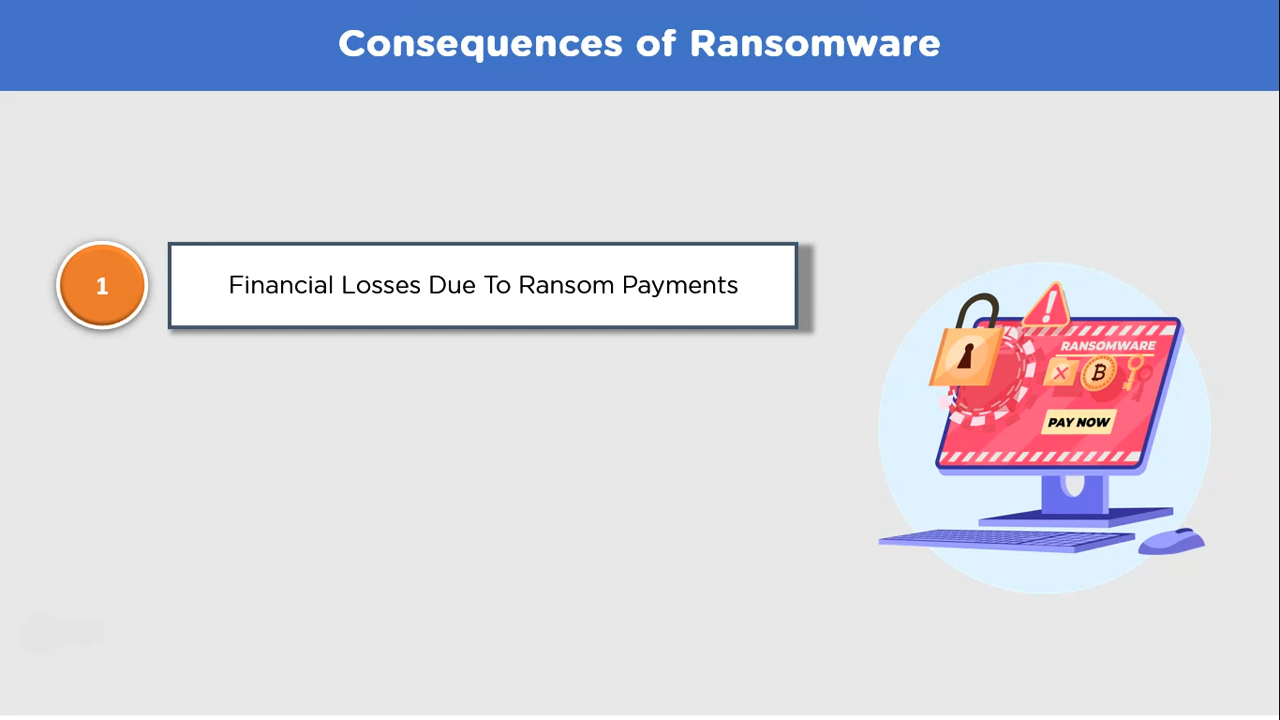 Consequences of Ransomware
1
Financial Losses Due To Ransom Payments
RANSOMWARE
PAY NOW